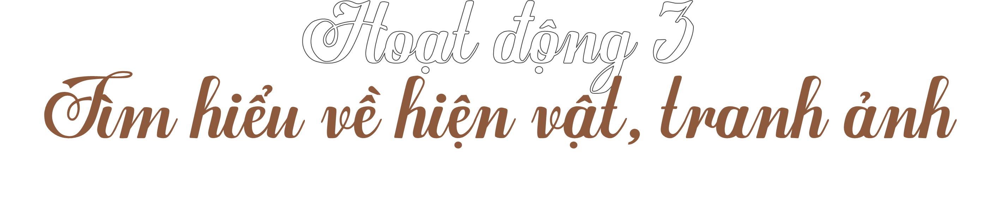 Hoạt động 3
Tìm hiểu về hiện vật, tranh ảnh